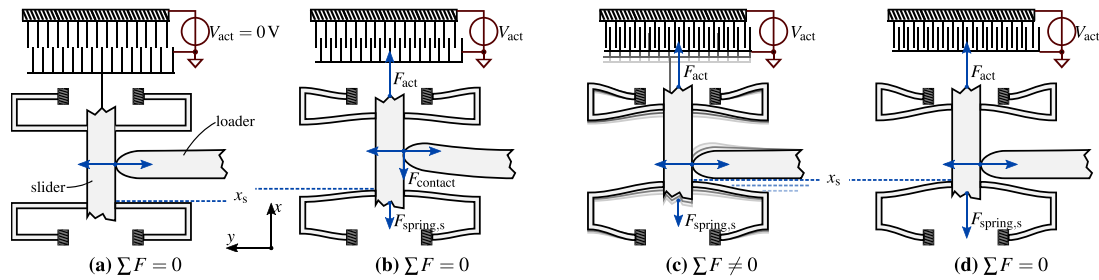 V_act = 0 V
V_act
V_act
V_act
F_act
F_act
F_act
loader
slider
F_contact
x_s
x_s
x
y
F_spring,s
F_spring,s
F_spring,s
(a) ∑ F = 0
(b) ∑ F = 0
(c) ∑ F ≠ 0
(d) ∑ F = 0